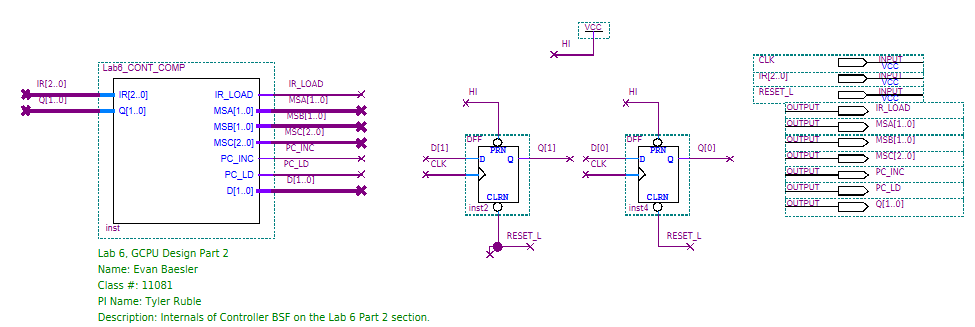 Lab6_CONT_COMP
IR[2..0]
Q[1..0]
IR[2..0]
Q[1..0]
IR_LOAD
MSA[1..0]
MSB[1..0]
MSC[2..0]
PC_INC
PC_LD
D[1..0]
IR_LOAD
MSA[1..0]
MSB[1..0]
MSC[2..0]
PC_INC
PC_LD
D[1..0]
inst
VCC
HI
HI
DFF
D[1]
CLK
PRN
D Q
CLRN
Q[1]
inst2
RESET_L
HI
DFF
D[0]
CLK
PRN
D Q
CLRN
Q[0]
inst4
RESET_L
CLK INPUT
VCC
IR[2..0] INPUT
VCC
RESET_L INPUT
VCC
OUTPUT IR_LOAD
OUTPUT MSA[1..0]
OUTPUT MSB[1..0]
OUTPUT MSC[2..0]
OUTPUT PC_INC
OUTPUT PC_LD
OUTPUT Q[1..0]
Lab 6, GCPU Design Part 2
Name: Evan Baesler
Class #: 11081
PI Name: Tyler Ruble
Description: Internals of Controller BSF on the Lab 6 Part 2 section.